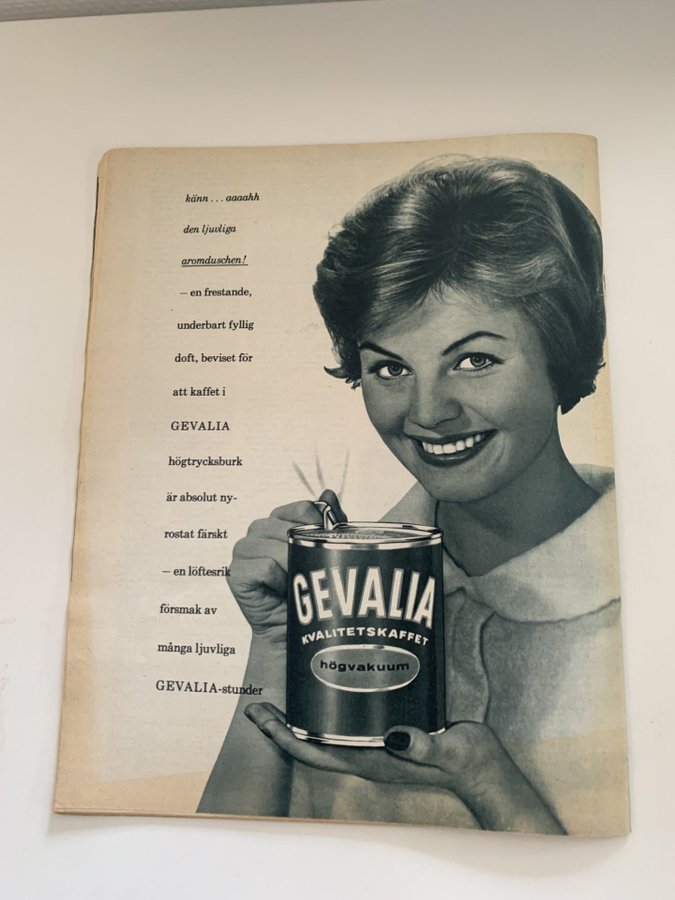 känn . . . aaaahh
den ljuvliga
aromduschen!
— en frestande,
underbart fyllig
doft, beviset för
att kaffet i
GEVALIA
högtrycksburk
är absolut ny-
rostat färskt
— en löftesrik
försmak av
många ljuvliga
GEVALIA-stunder
GEVALIA
KVALITETSKAFFET
högvakuum